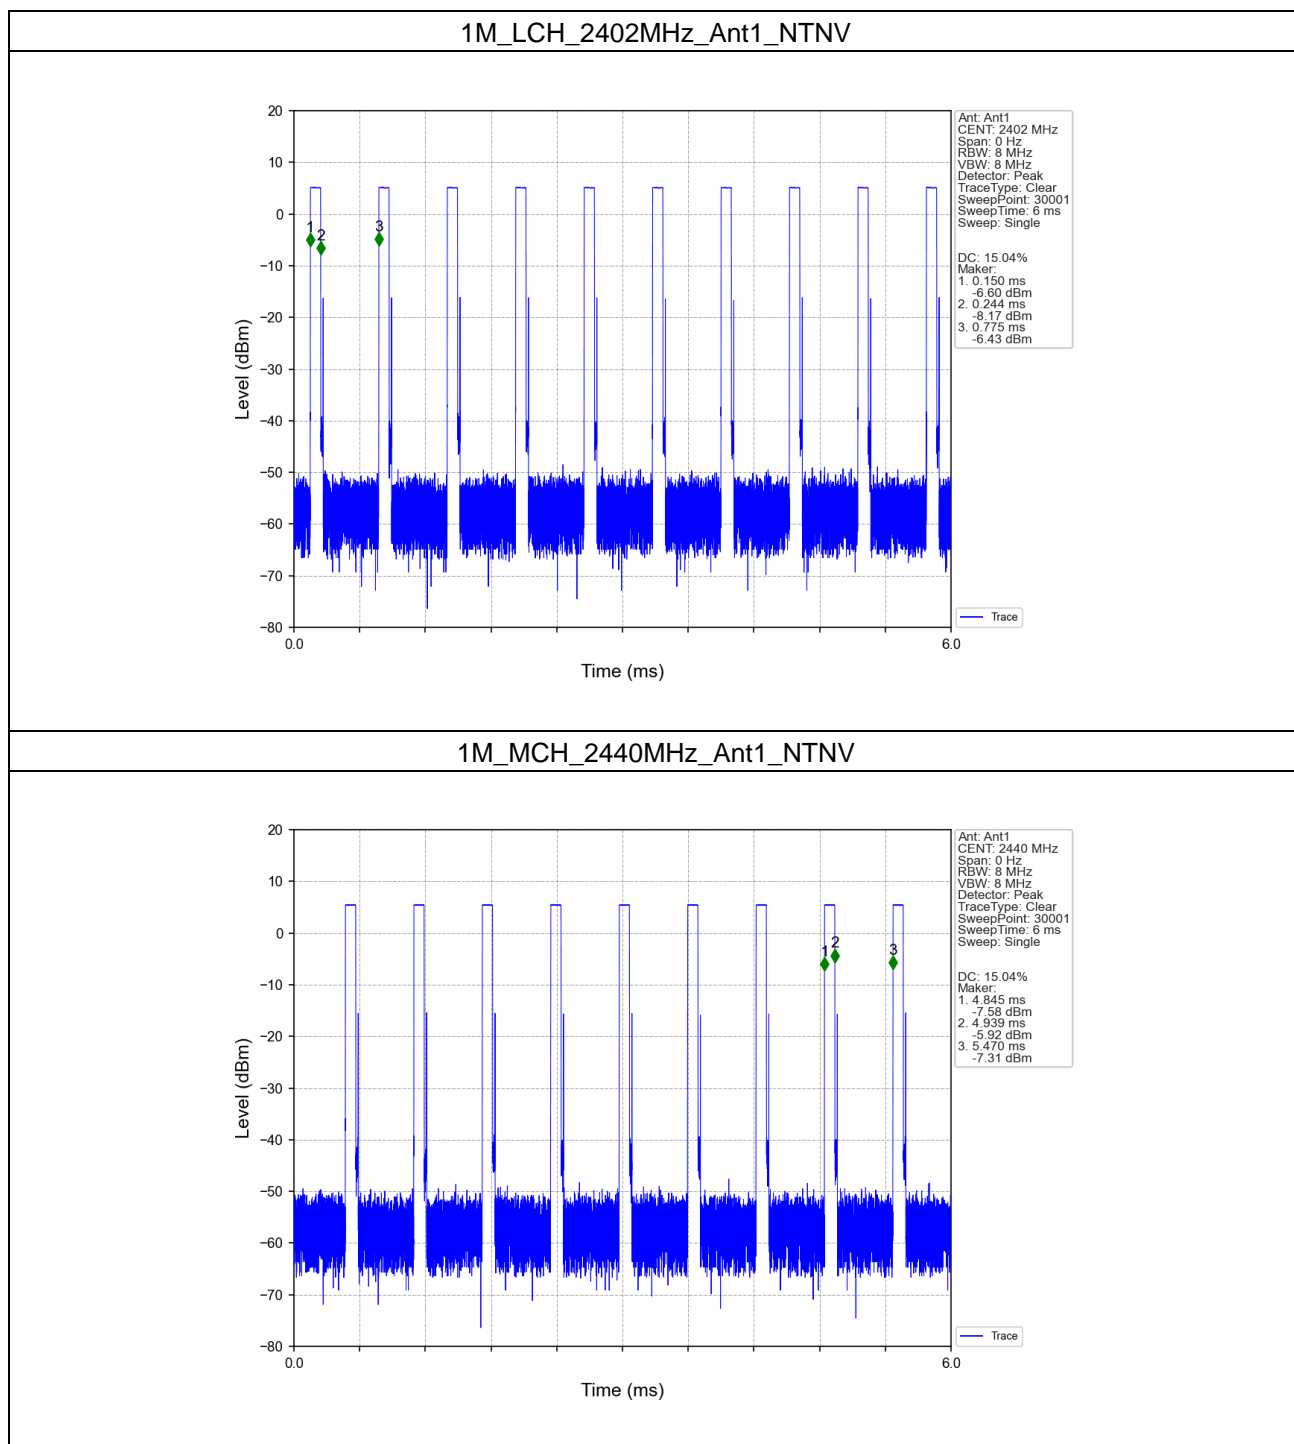 1M_LCH_2402MHz_Ant1_NTNV
20
10
0
−10
−20
−30
−40
−50
−60
−70
−80
Level (dBm)
1
2
3
0.0
6.0
Time (ms)
Ant: Ant1
CENT: 2402 MHz
Span: 0 Hz
RBW: 8 MHz
VBW: 8 MHz
Detector: Peak
TraceType: Clear
SweepPoint: 30001
SweepTime: 6 ms
Sweep: Single
DC: 15.04%
Maker:
1. 0.150 ms
-6.60 dBm
2. 0.244 ms
-8.17 dBm
3. 0.775 ms
-6.43 dBm
Trace
1M_MCH_2440MHz_Ant1_NTNV
20
10
0
−10
−20
−30
−40
−50
−60
−70
−80
Level (dBm)
1
2
3
0.0
6.0
Time (ms)
Ant: Ant1
CENT: 2440 MHz
Span: 0 Hz
RBW: 8 MHz
VBW: 8 MHz
Detector: Peak
TraceType: Clear
SweepPoint: 30001
SweepTime: 6 ms
Sweep: Single
DC: 15.04%
Maker:
1. 4.845 ms
-7.58 dBm
2. 4.939 ms
-5.92 dBm
3. 5.470 ms
-7.31 dBm
Trace